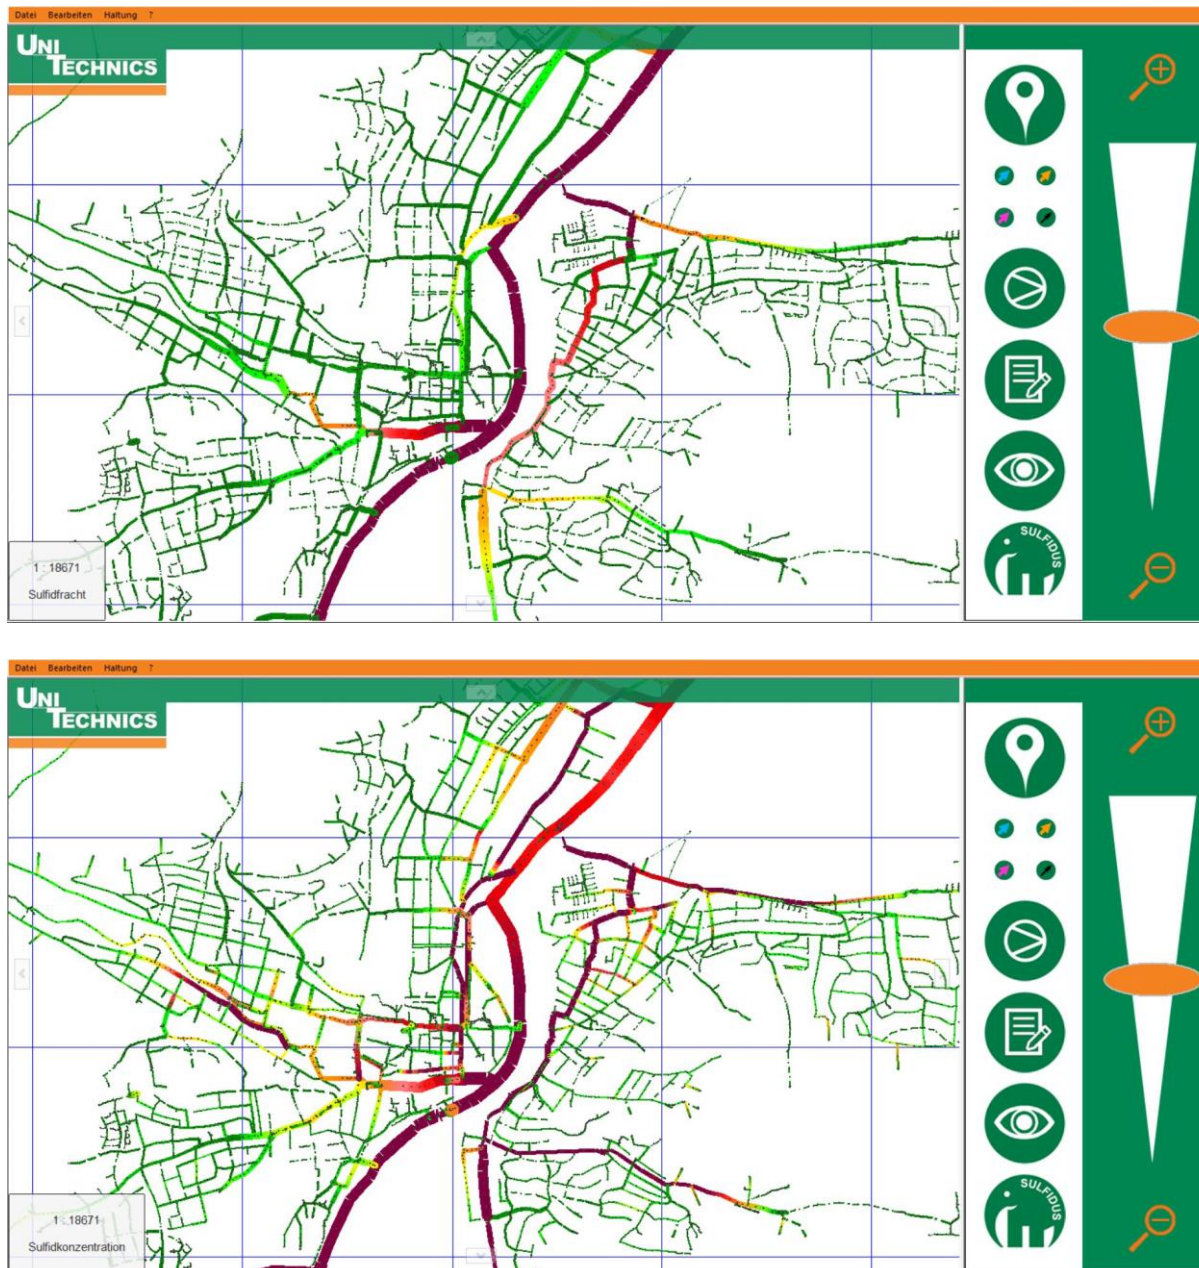 Datei Bearbeiten Haltung ?
UNI
TECHNICS
SULFIDUS
1 : 18671
Sulfidfracht
Datei Bearbeiten Haltung ?
UNI
TECHNICS
SULFIDUS
1 : 18671
Sulfidkonzentration